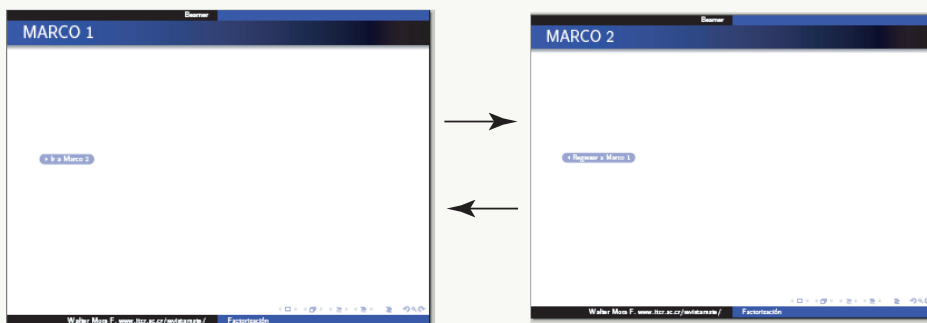 Beamer
MARCO 1
Ir a Marco 2
Walter Mora F. www.itcr.ac.cr/revistamate/ Factorización
Beamer
MARCO 2
Regresar a Marco 1
Walter Mora F. www.itcr.ac.cr/revistamate/ Factorización